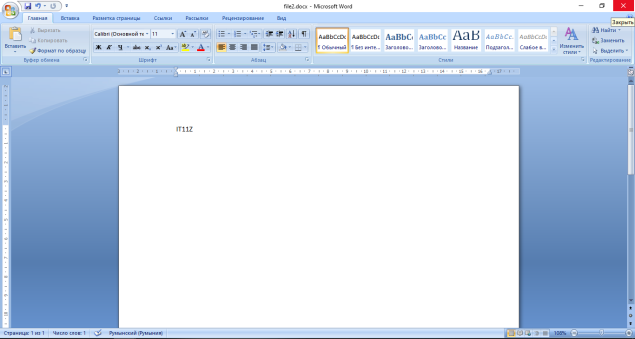 file2.docx - Microsoft Word
Закрыть
Главная Вставка Разметка страницы Ссылки Рассылки Рецензирование Вид
Вставить
Вырезать
Копировать
Формат по образцу
Буфер обмена
Calibri (Основной те 11
Шрифт
Абзац
AaBbCcDc AaBbCcDc AaBbC AaBbCc AaB AaBbCc. AaBbCcDc
¶ Обычный ¶ Без инте... Заголово... Заголово... Название Подзагол... Слабое в...
Стили
Изменить стили
Найти
Заменить
Выделить
Редактирование
IT11Z
Страница: 1 из 1 Число слов: 1 Румынский (Румыния) 100%